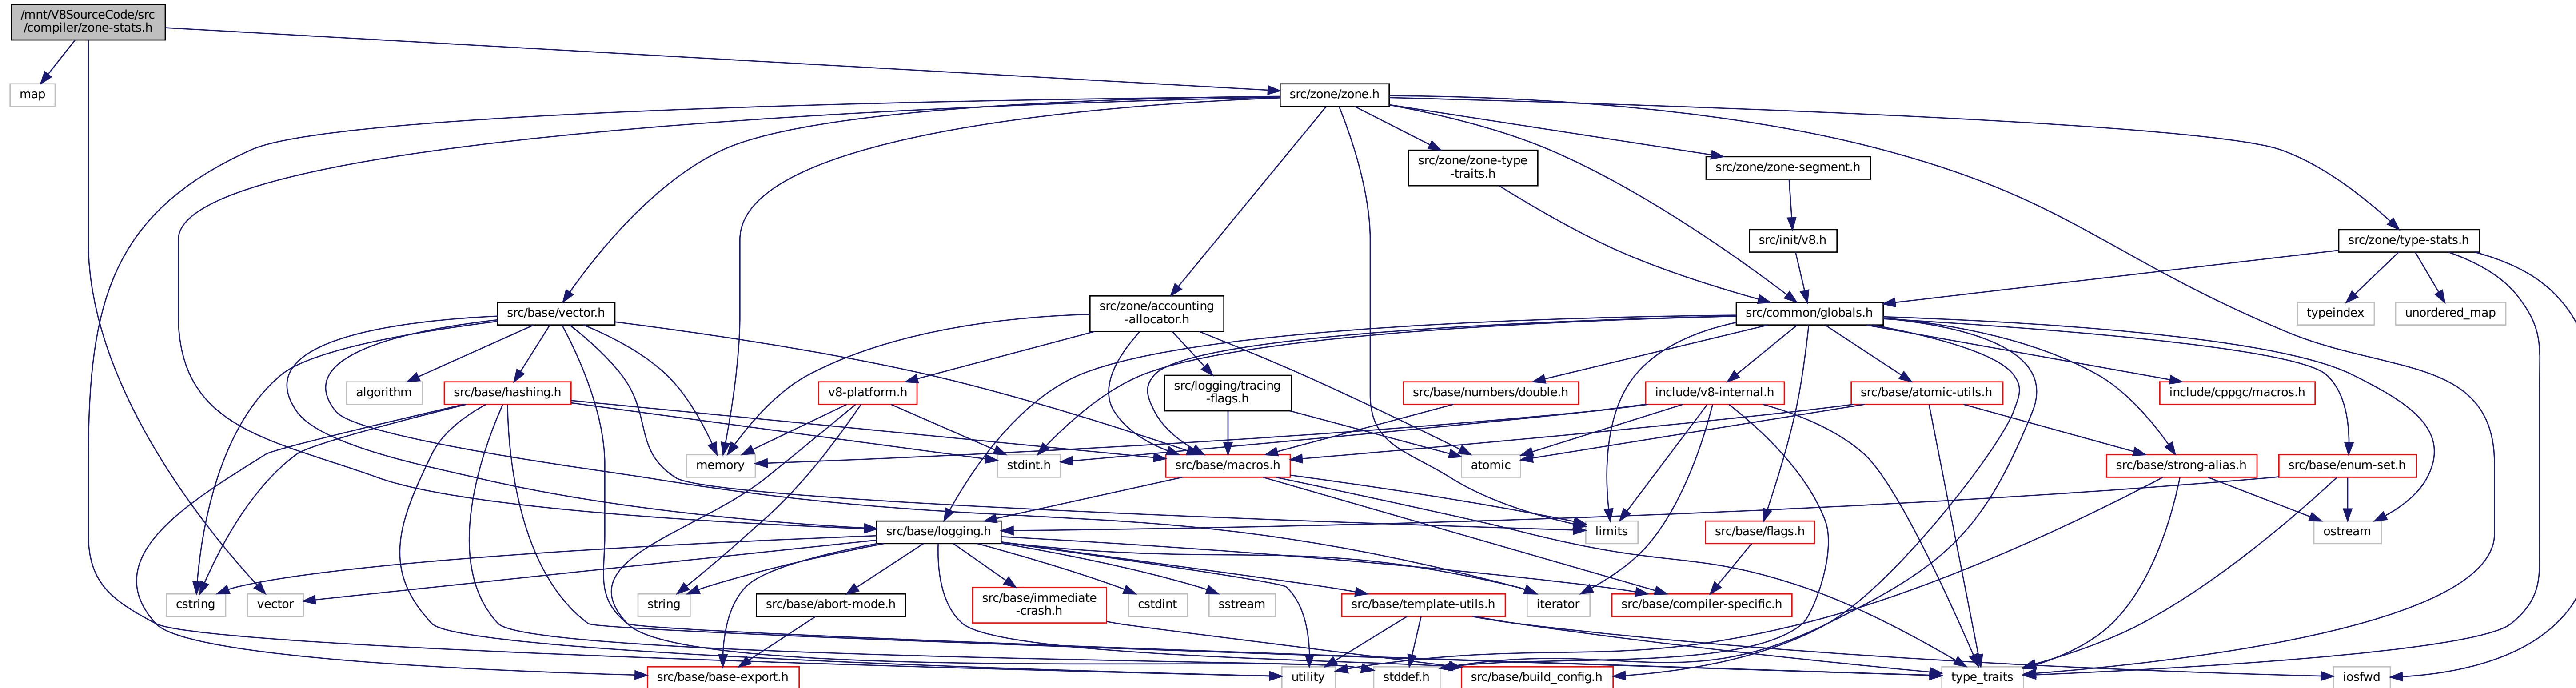 /mnt/V8SourceCode/src
/compiler/zone-stats.h
map
src/zone/zone.h
src/zone/zone-type
-traits.h
src/zone/zone-segment.h
src/init/v8.h
src/zone/type-stats.h
src/base/vector.h
src/zone/accounting
-allocator.h
src/common/globals.h
typeindex
unordered_map
algorithm
src/base/hashing.h
v8-platform.h
src/logging/tracing
-flags.h
src/base/numbers/double.h
include/v8-internal.h
src/base/atomic-utils.h
include/cppgc/macros.h
memory
stdint.h
src/base/macros.h
atomic
src/base/strong-alias.h
src/base/enum-set.h
src/base/logging.h
limits
src/base/flags.h
ostream
cstring
vector
string
src/base/abort-mode.h
src/base/immediate
-crash.h
cstdint
sstream
src/base/template-utils.h
iterator
src/base/compiler-specific.h
src/base/base-export.h
utility
stddef.h
src/base/build_config.h
type_traits
iosfwd